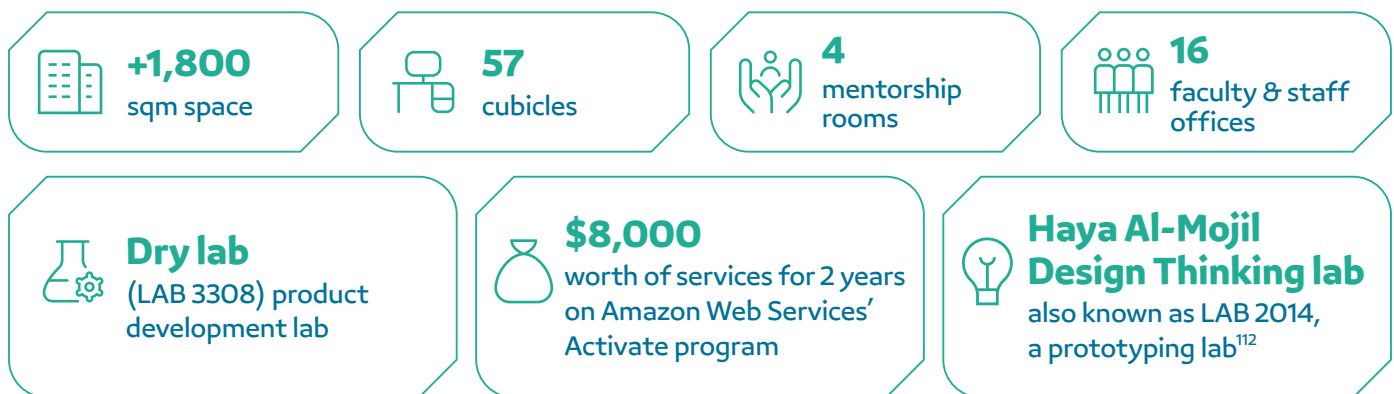 +1,800
sqm space
57
cubicles
4
mentorship
rooms
16
faculty & staff
offices
Dry lab
(LAB 3308) product
development lab
$8,000
worth of services for 2 years
on Amazon Web Services’
Activate program
Haya Al-Mojil
Design Thinking lab
also known as LAB 2014,
a prototyping lab¹¹²